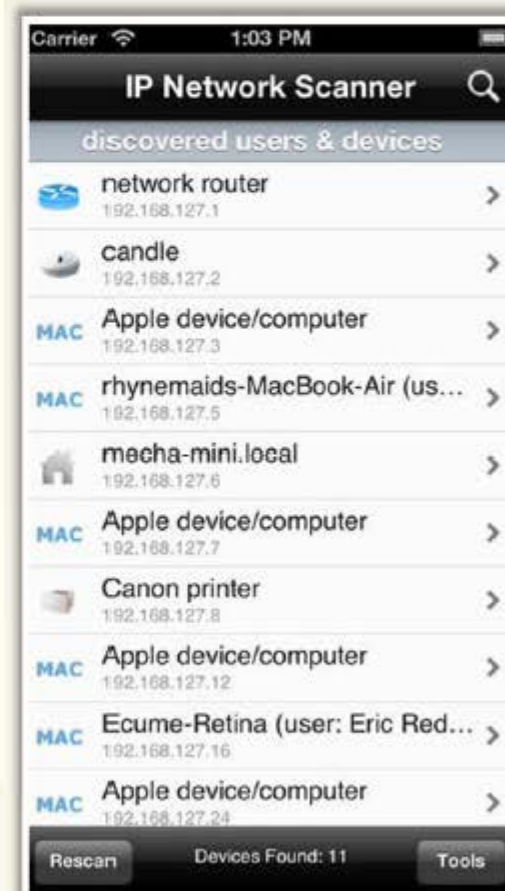 Carrier 1:03 PM
IP Network Scanner
discovered users & devices
network router
192.168.127.1
candle
192.168.127.2
MAC Apple device/computer
192.168.127.3
MAC rhynemaids-MacBook-Air (us...
192.168.127.5
mecha-mini.local
192.168.127.6
MAC Apple device/computer
192.168.127.7
Canon printer
192.168.127.8
MAC Apple device/computer
192.168.127.12
MAC Ecume-Retina (user: Eric Red...
192.168.127.16
MAC Apple device/computer
192.168.127.24
Rescan Devices Found: 11 Tools